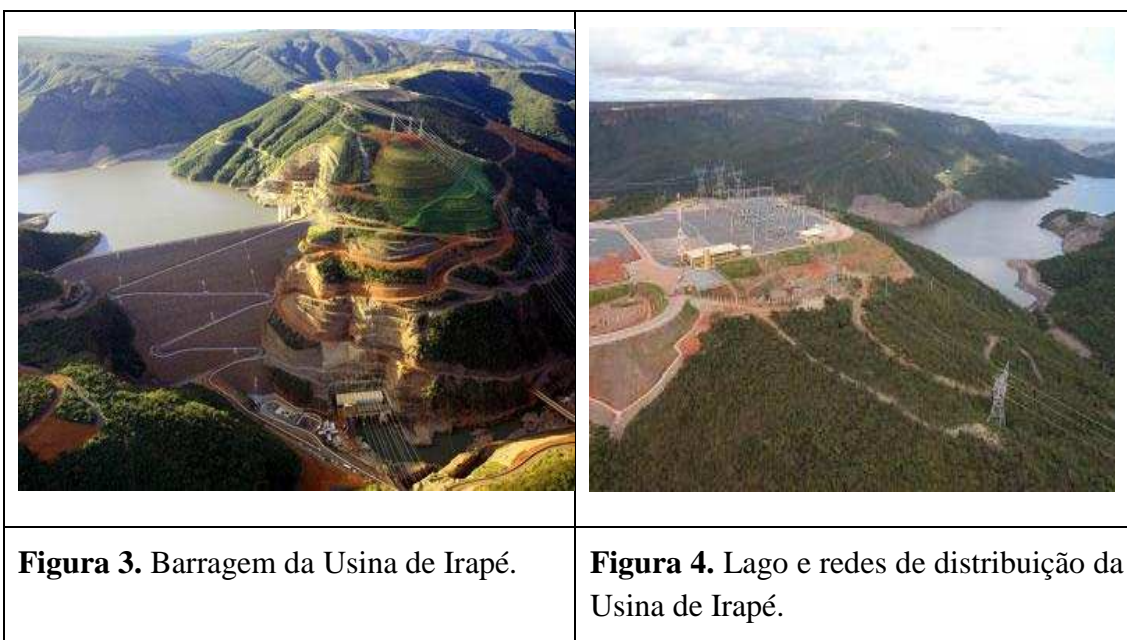 Figura 3. Barragem da Usina de Irapé.
Figura 4. Lago e redes de distribuição da
Usina de Irapé.